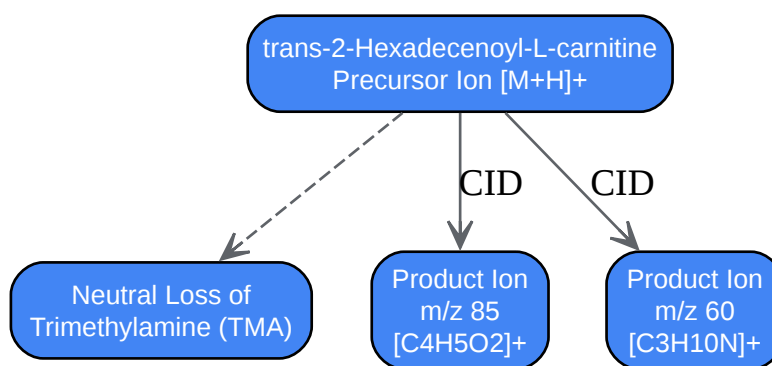 trans-2-Hexadecenoyl-L-carnitine
Precursor Ion [M+H]+
CID
CID
Neutral Loss of
Trimethylamine (TMA)
Product Ion
m/z 85
[C4H5O2]+
Product Ion
m/z 60
[C3H10N]+